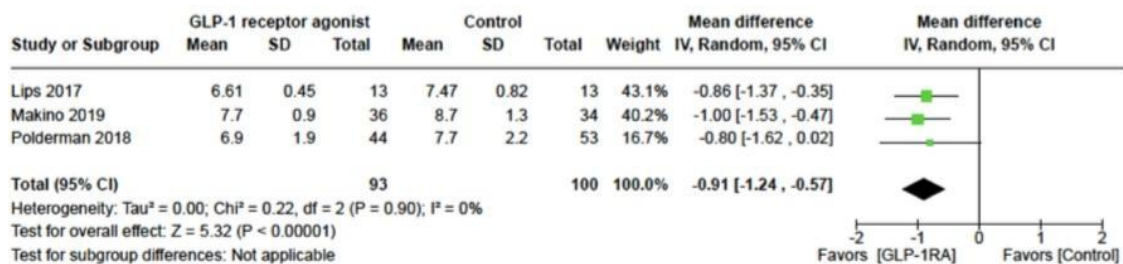 GLP-1 receptor agonist Control Mean difference Mean difference
Study or Subgroup Mean SD Total Mean SD Total Weight IV, Random, 95% CI IV, Random, 95% CI
Lips 2017 6.61 0.45 13 7.47 0.82 13 43.1% -0.86 [-1.37 , -0.35]
Makino 2019 7.7 0.9 36 8.7 1.3 34 40.2% -1.00 [-1.53 , -0.47]
Polderman 2018 6.9 1.9 44 7.7 2.2 53 16.7% -0.80 [-1.62 , 0.02]
Total (95% CI) 93 100 100.0% -0.91 [-1.24 , -0.57]
Heterogeneity: Tau² = 0.00; Chi² = 0.22, df = 2 (P = 0.90); I² = 0%
Test for overall effect: Z = 5.32 (P < 0.00001)
-2 -1 0 1 2
Test for subgroup differences: Not applicable Favors [GLP-1RA] Favors [Control]